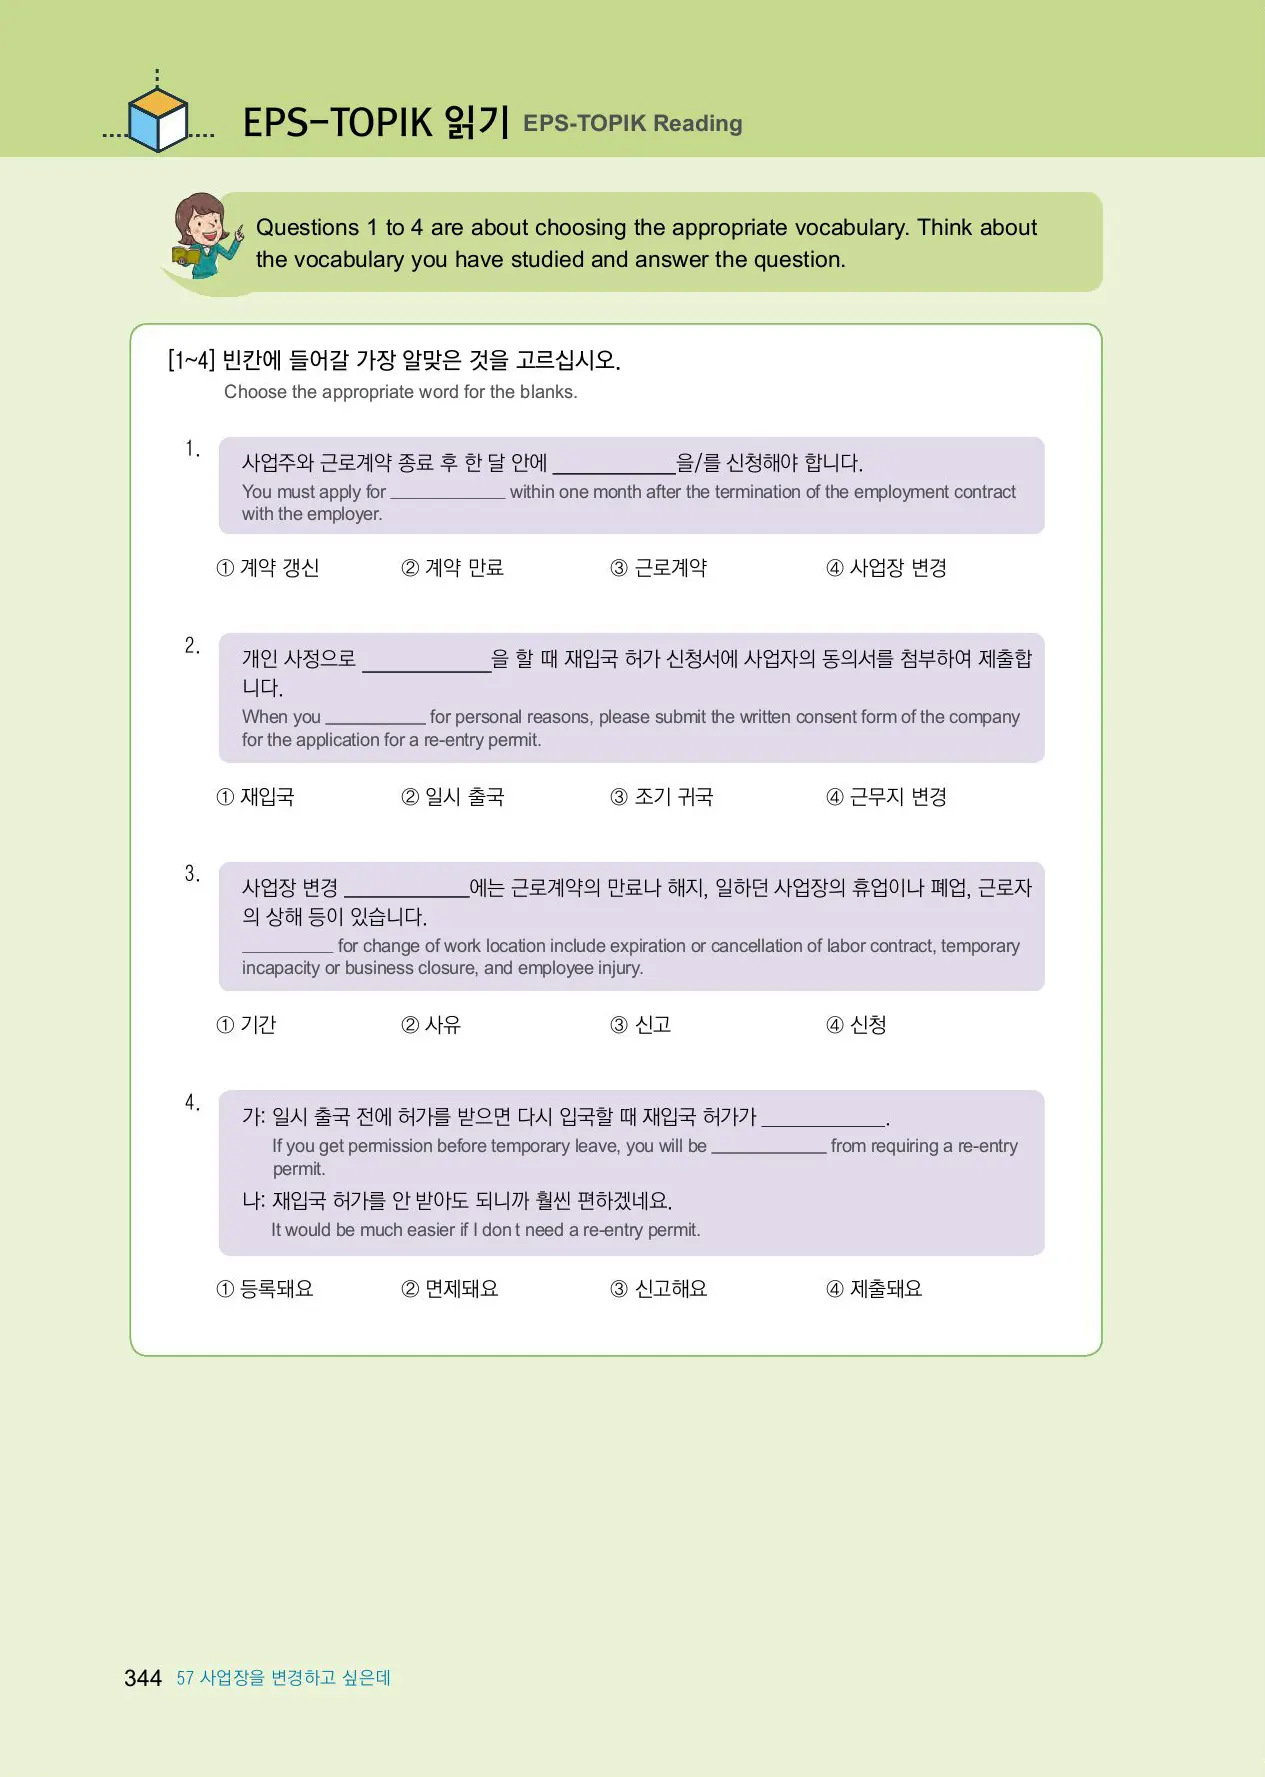 EPS-TOPIK 읽기 EPS-TOPIK Reading
Questions 1 to 4 are about choosing the appropriate vocabulary. Think about
the vocabulary you have studied and answer the question.
[1~4] 빈칸에 들어갈 가장 알맞은 것을 고르십시오.
Choose the appropriate word for the blanks.
1.
사업주와 근로계약 종료 후 한 달 안에 ____________을/를 신청해야 합니다.
You must apply for ____________ within one month after the termination of the employment contract
with the employer.
① 계약 갱신 ② 계약 만료 ③ 근로계약 ④ 사업장 변경
2.
개인 사정으로 ____________을 할 때 재입국 허가 신청서에 사업자의 동의서를 첨부하여 제출합
니다.
When you __________ for personal reasons, please submit the written consent form of the company
for the application for a re-entry permit.
① 재입국 ② 일시 출국 ③ 조기 귀국 ④ 근무지 변경
3.
사업장 변경 ____________에는 근로계약의 만료나 해지, 일하던 사업장의 휴업이나 폐업, 근로자
의 상해 등이 있습니다.
__________ for change of work location include expiration or cancellation of labor contract, temporary
incapacity or business closure, and employee injury.
① 기간 ② 사유 ③ 신고 ④ 신청
4.
가: 일시 출국 전에 허가를 받으면 다시 입국할 때 재입국 허가가 ____________.
If you get permission before temporary leave, you will be ____________ from requiring a re-entry
permit.
냐: 재입국 허가를 안 받아도 되니까 훨씬 편하겠네요.
It would be much easier if I don t need a re-entry permit.
① 등록돼요 ② 면제돼요 ③ 신고해요 ④ 제출돼요
344 57 사업장을 변경하고 싶은데